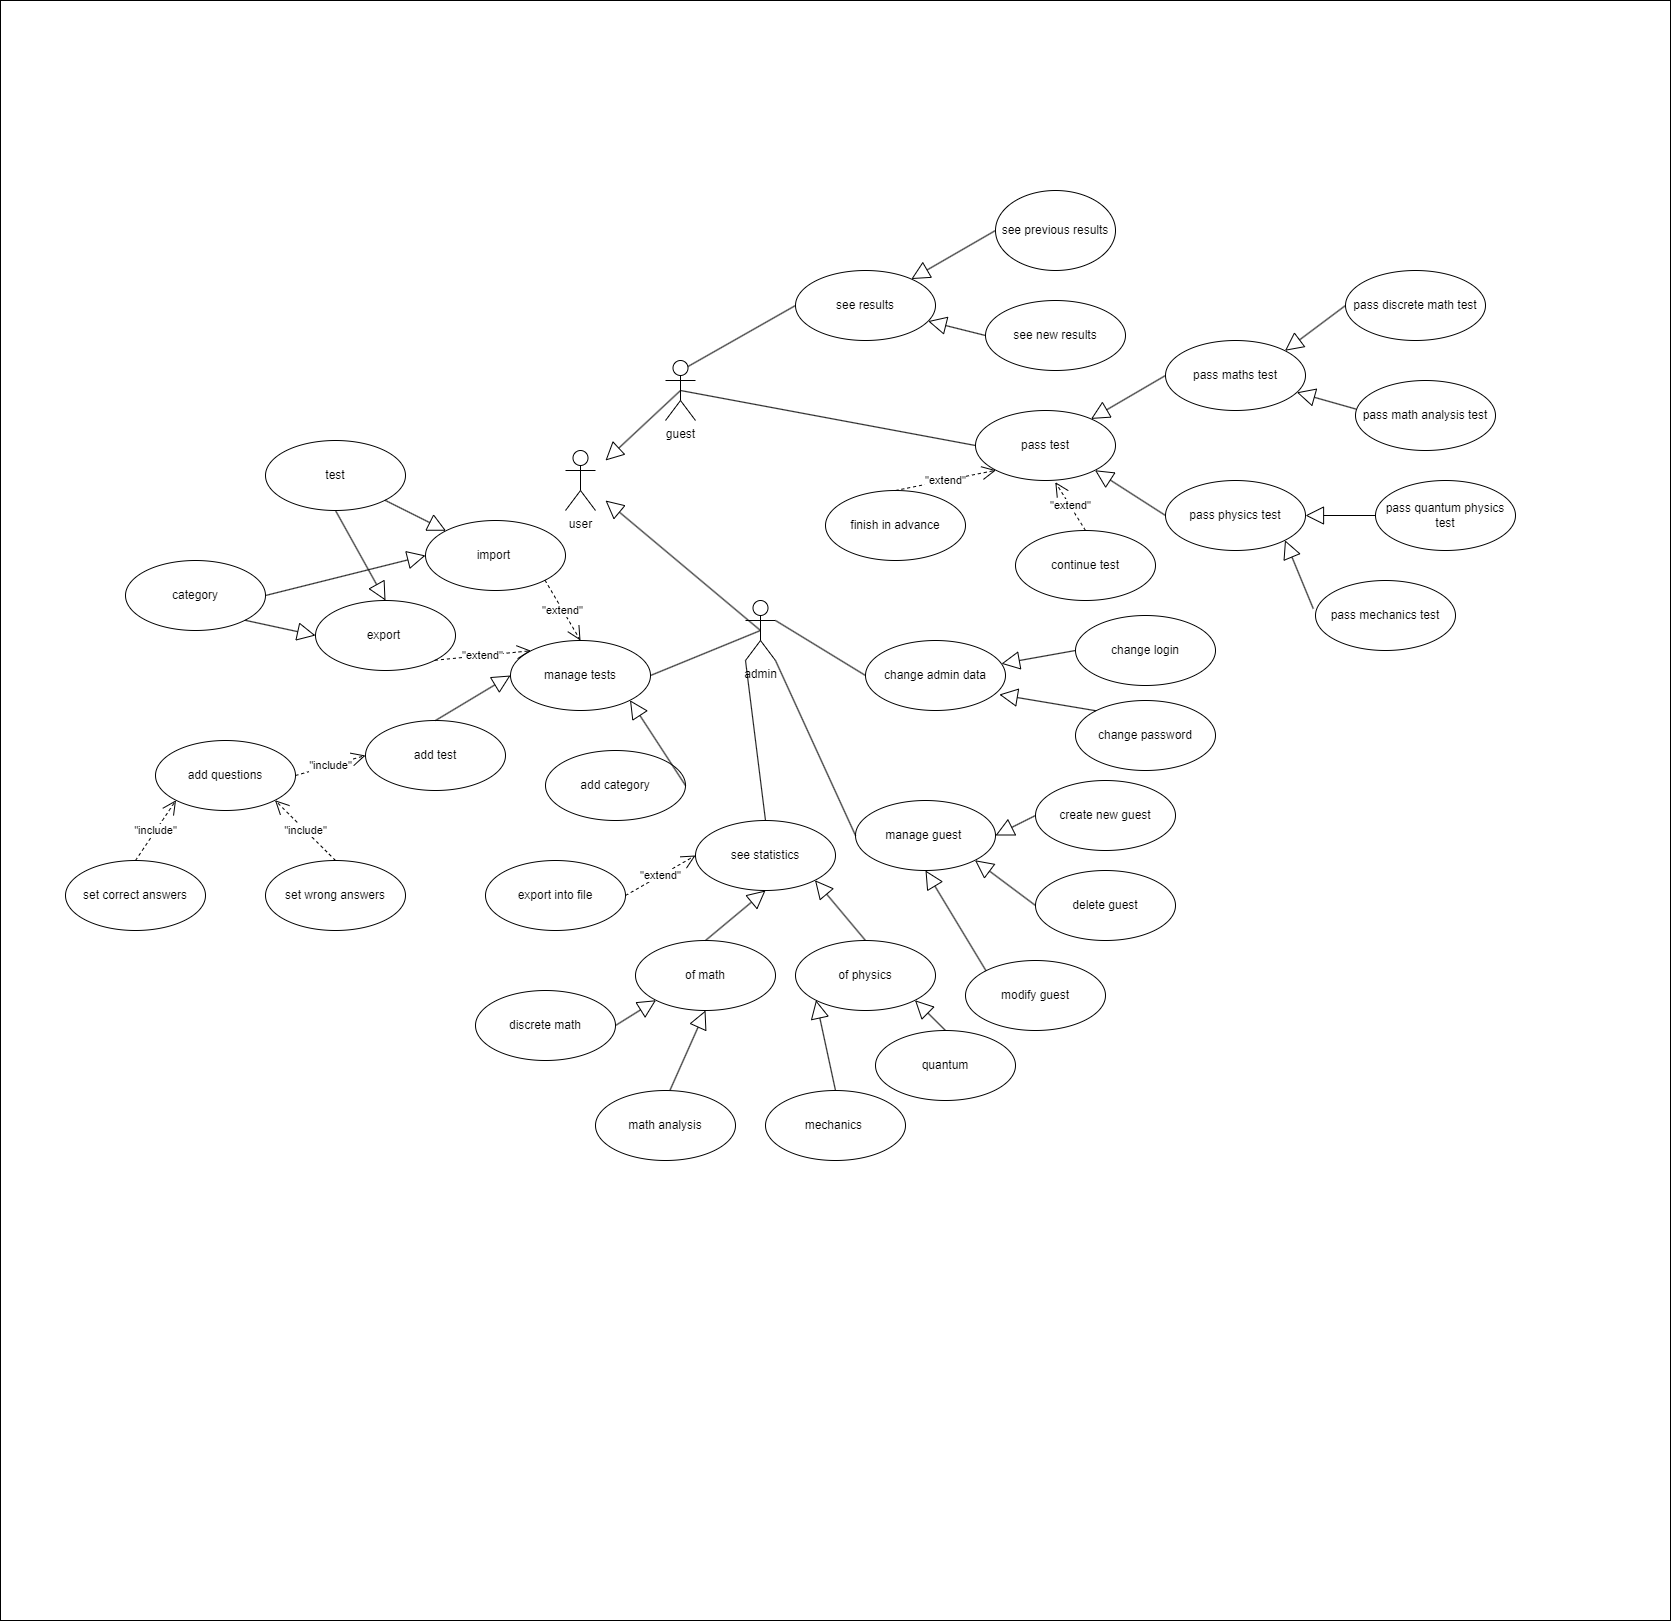 see previous results
see results
pass discrete math test
see new results
pass maths test
pass math analysis test
guest
pass test
test
"extend"
finish in advance
user
"extend"
pass physics test
pass quantum physics
test
import
continue test
category
"extend"
pass mechanics test
export
"extend"
manage tests
admin
change admin data
change login
change password
add test
"include"
add questions
add category
"include"
"include"
see statistics
manage guest
create new guest
set correct answers
set wrong answers
export into file
"extend"
delete guest
of math
of physics
modify guest
discrete math
quantum
math analysis
mechanics